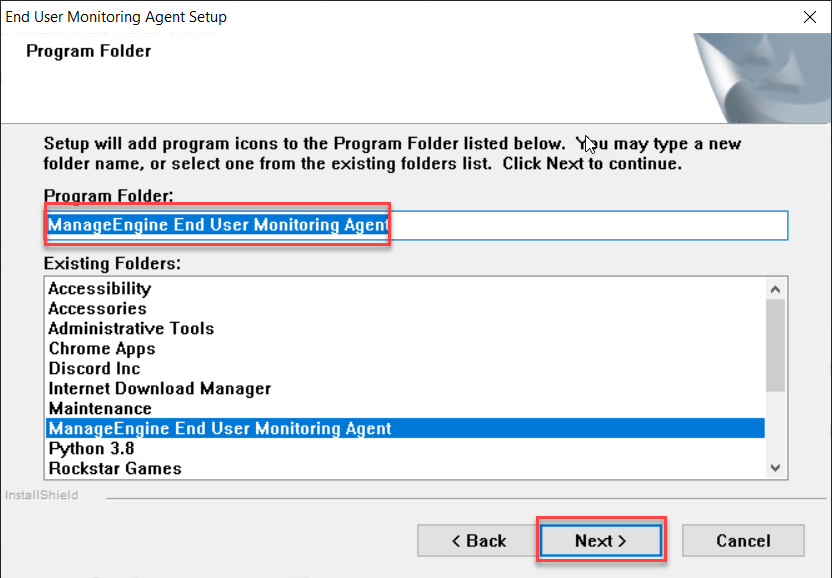 End User Monitoring Agent Setup
Program Folder
Setup will add program icons to the Program Folder listed below. You may type a new
folder name, or select one from the existing folders list. Click Next to continue.
Program Folder:
ManageEngine End User Monitoring Agent
Existing Folders:
Accessibility
Accessories
Administrative Tools
Chrome Apps
Discord Inc
Internet Download Manager
Maintenance
ManageEngine End User Monitoring Agent
Python 3.8
Rockstar Games
InstallShield
< Back
Next >
Cancel